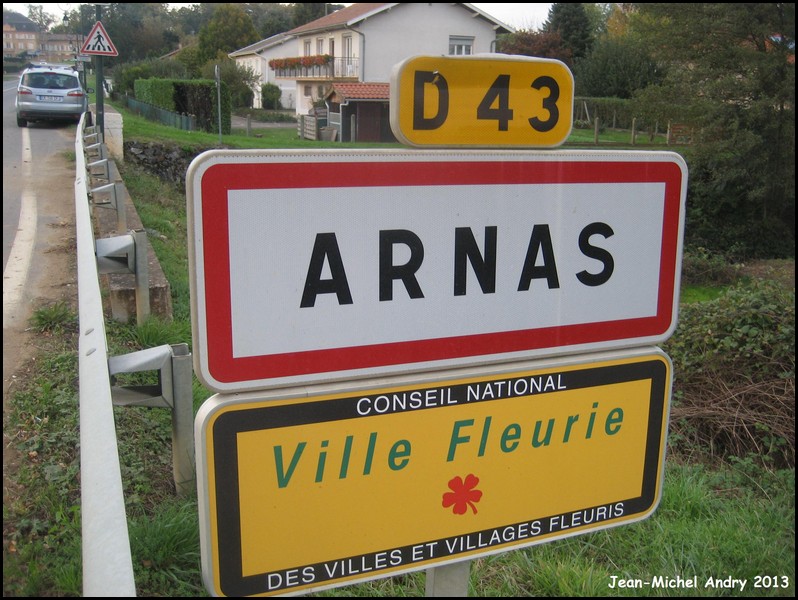 D 43
ARNAS
CONSEIL NATIONAL
Ville Fleurie
DES VILLES ET VILLAGES FLEURIS
Jean-Michel Andry 2013